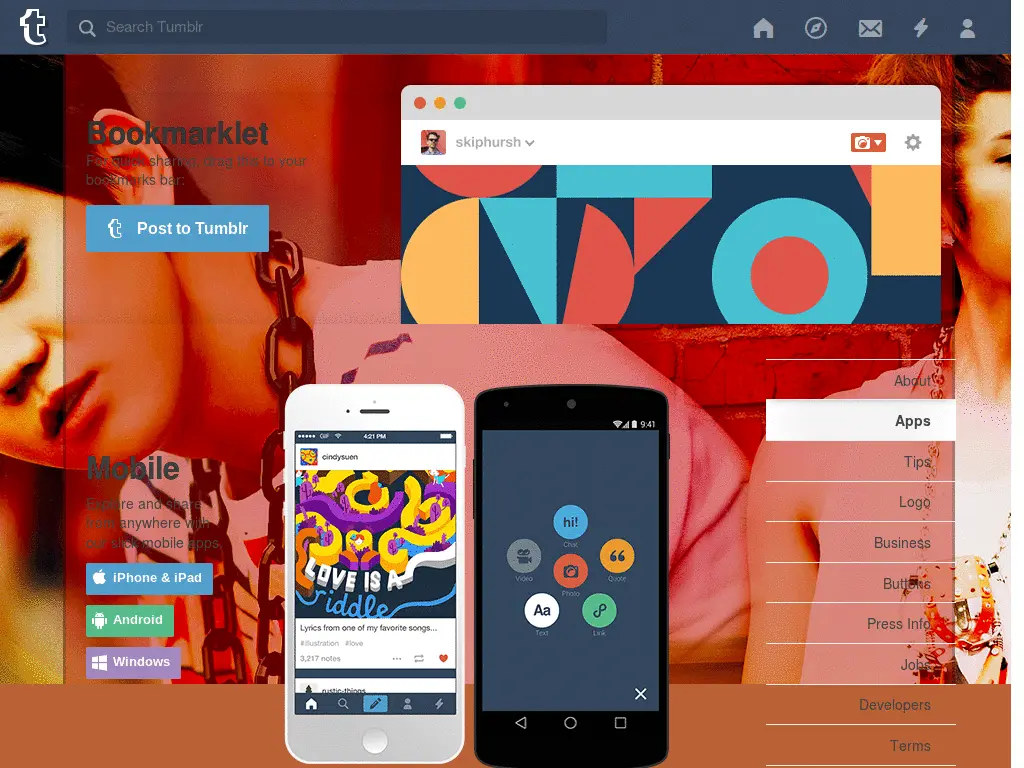 t
Search Tumblr
Bookmarklet
For quick sharing, drag this to your
bookmarks bar:
t Post to Tumblr
skiphursh
About
Apps
Tips
Logo
Business
Buttons
Press Info
Jobs
Developers
Terms
Mobile
Explore and share
from anywhere with
our slick mobile apps.
iPhone & iPad
Android
Windows
GIF 4:21 PM
cindysuen
LOVE IS A
riddle
Lyrics from one of my favorite songs...
#illustration #love
3,217 notes
rustic-things
9:41
hi!
Chat
Video
Quote
Photo
Aa
Text
Link